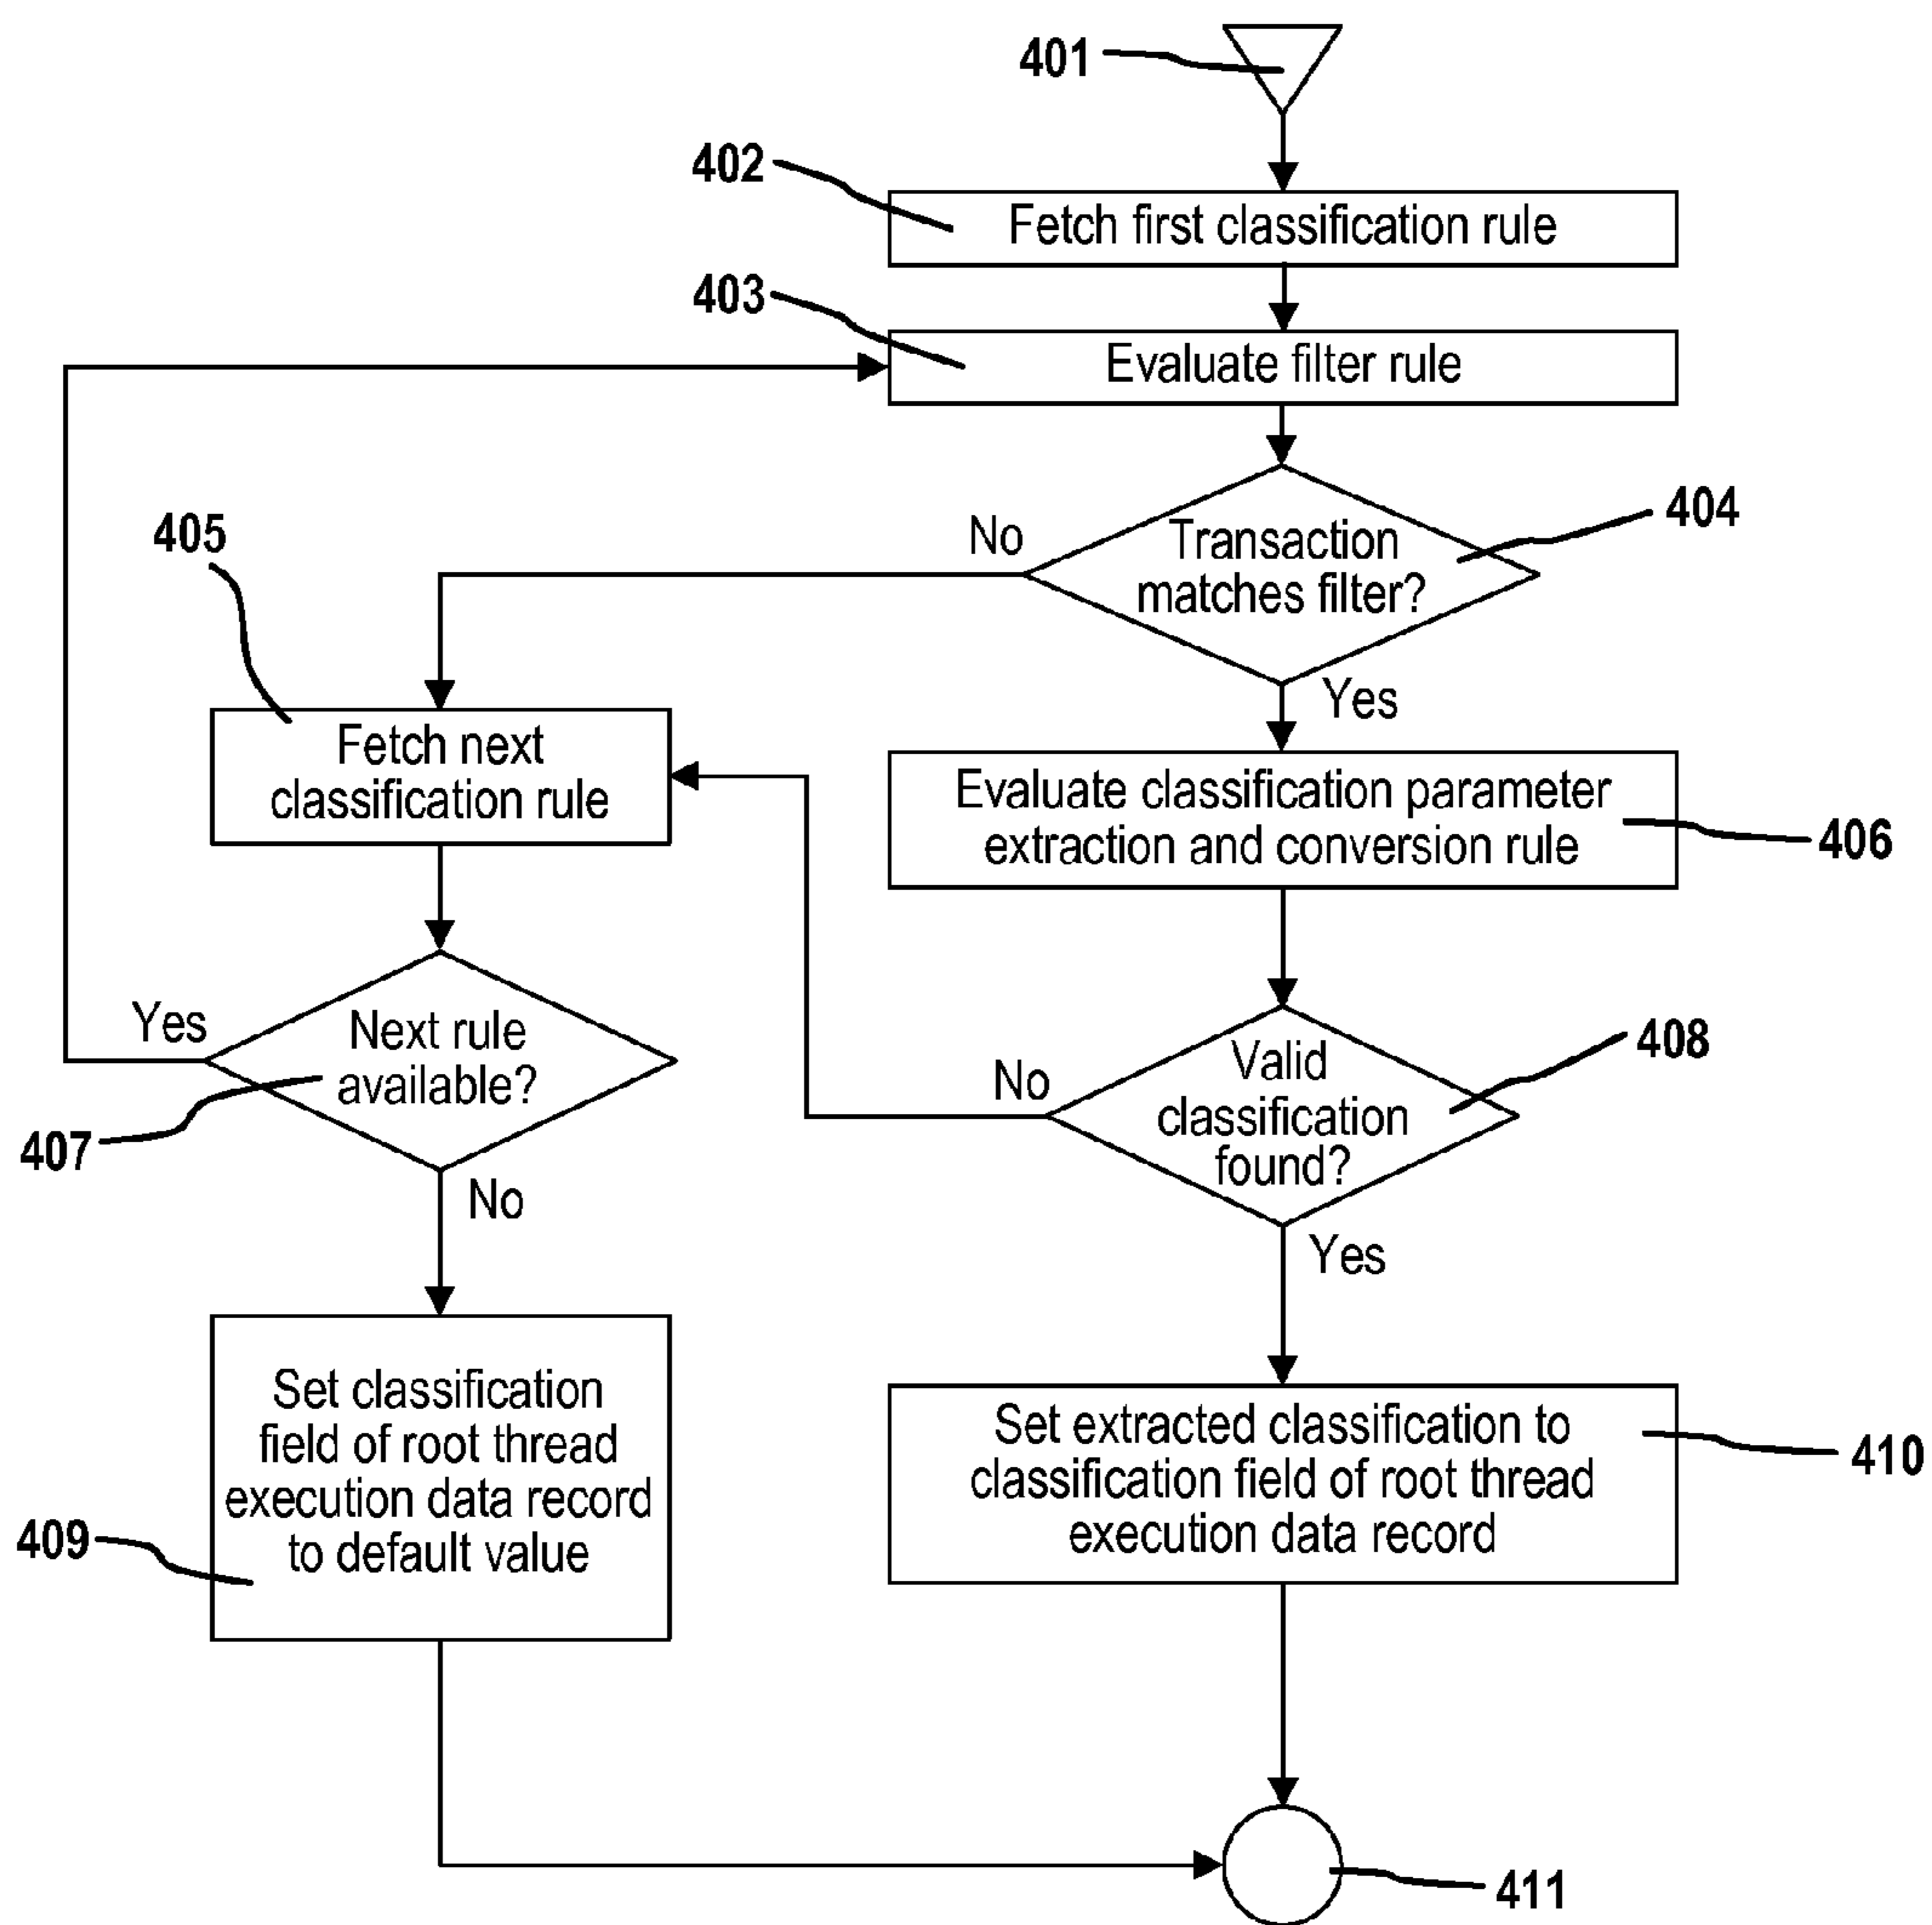 401
402
Fetch first classification rule
403
Evaluate filter rule
404
No
Transaction
matches filter?
Yes
405
Fetch next
classification rule
Evaluate classification parameter
extraction and conversion rule
406
Yes
Next rule
available?
407
No
No
Valid
classification
found?
408
Yes
Set classification
field of root thread
execution data record
to default value
409
Set extracted classification to
classification field of root thread
execution data record
410
411